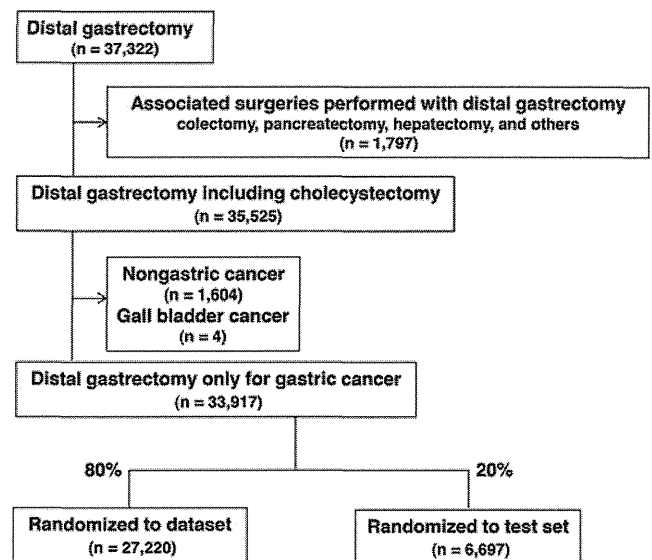 Distal gastrectomy
(n = 37,322)
Associated surgeries performed with distal gastrectomy
colectomy, pancreatectomy, hepatectomy, and others
(n = 1,797)
Distal gastrectomy including cholecystectomy
(n = 35,525)
Nongastric cancer
(n = 1,604)
Gall bladder cancer
(n = 4)
Distal gastrectomy only for gastric cancer
(n = 33,917)
80%
20%
Randomized to dataset
(n = 27,220)
Randomized to test set
(n = 6,697)